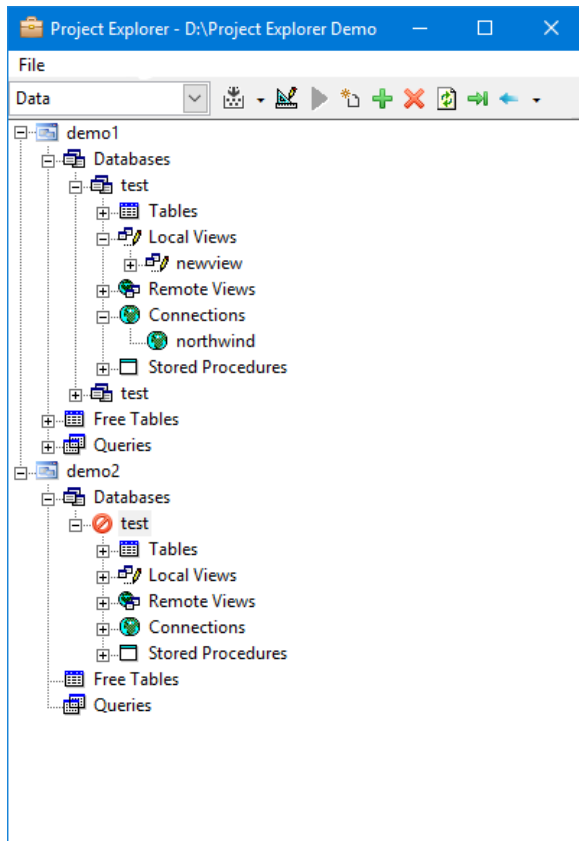 Project Explorer - D:\Project Explorer Demo
File
Data
demo1
Databases
test
Tables
Local Views
newview
Remote Views
Connections
northwind
Stored Procedures
test
Free Tables
Queries
demo2
Databases
test
Tables
Local Views
Remote Views
Connections
Stored Procedures
Free Tables
Queries